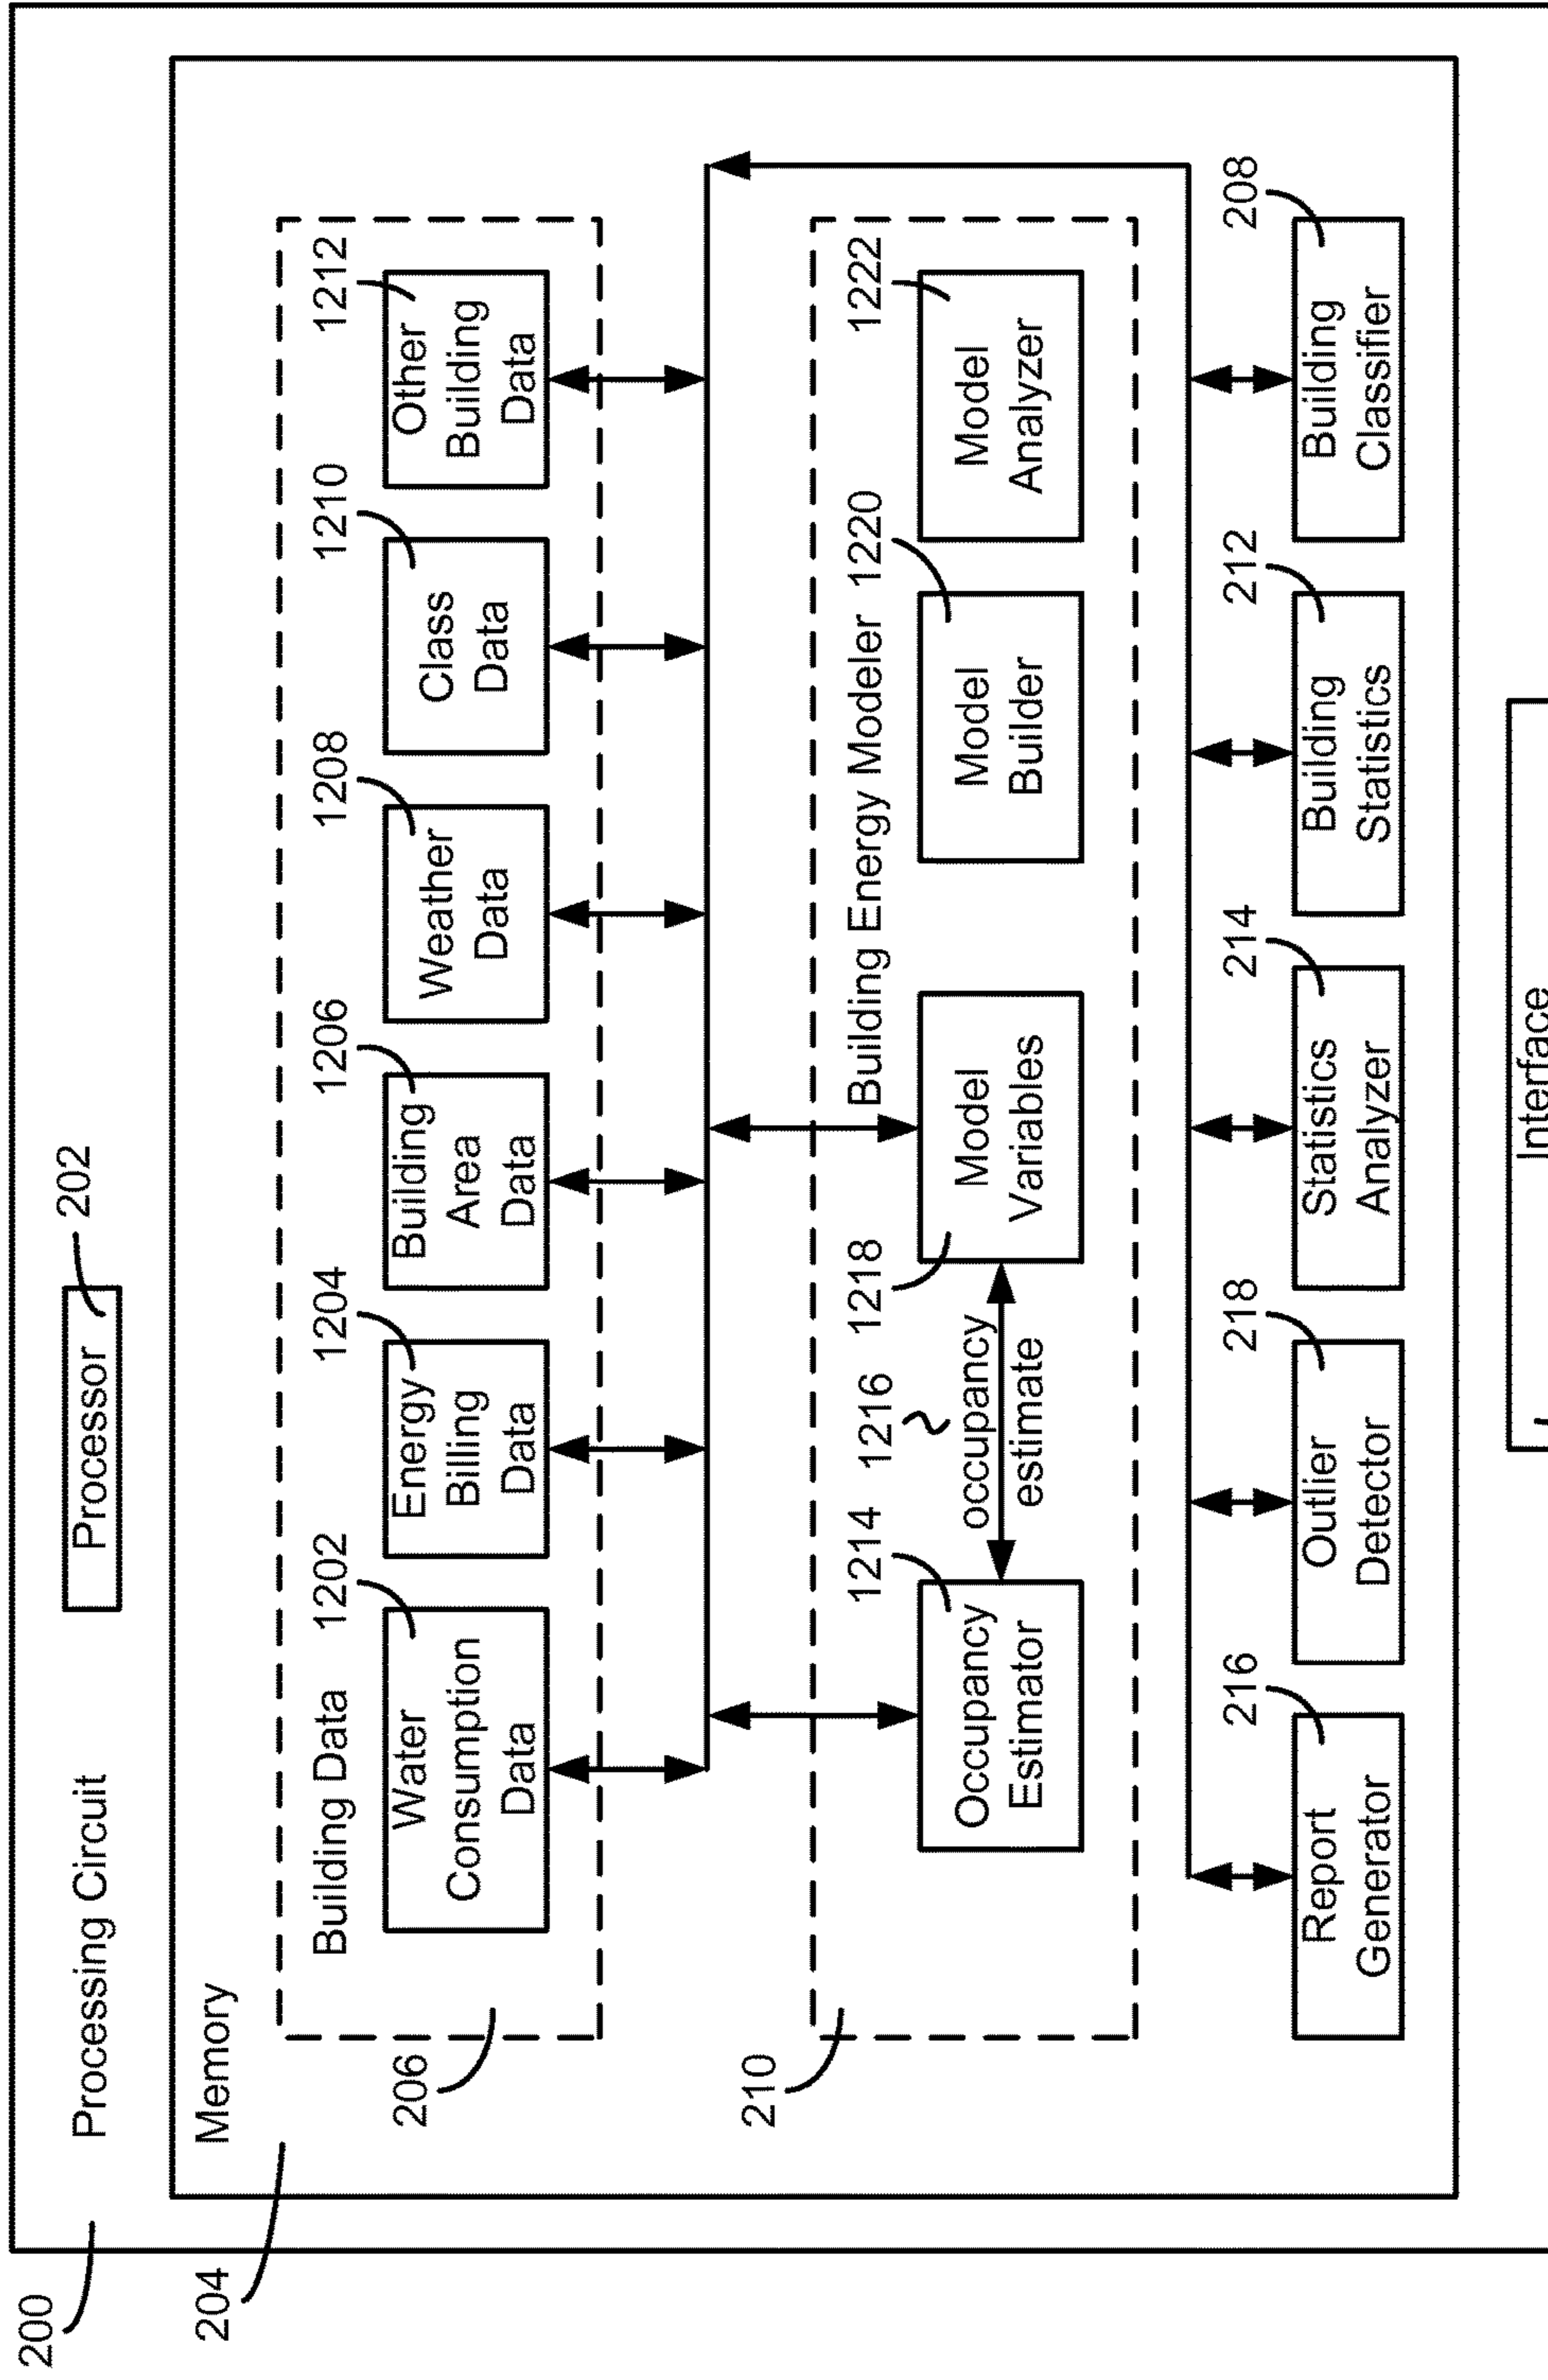 200
Processing Circuit
Processor
202
204
Memory
Building Data
1202
1204
1206
1208
1210
1212
Water
Consumption
Data
Energy
Billing
Data
Building
Area
Data
Weather
Data
Class
Data
Other
Building
Data
206
210
1214
1216
1218
Building Energy Modeler
1220
1222
Occupancy
Estimator
occupancy
estimate
Model
Variables
Model
Builder
Model
Analyzer
216
218
214
212
208
Report
Generator
Outlier
Detector
Statistics
Analyzer
Building
Statistics
Building
Classifier
Interface